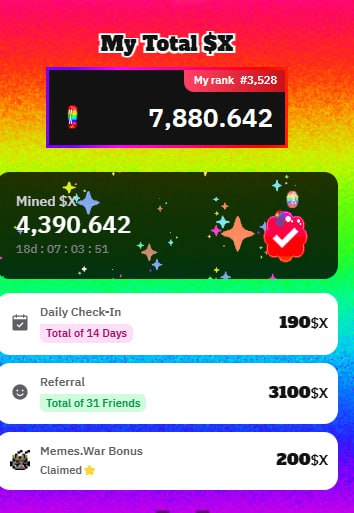 My Total $X
My rank #3,528
7,880.642
Mined $X
4,390.642
18d : 07 : 03 : 51
Daily Check-In
Total of 14 Days
190$X
Referral
Total of 31 Friends
3100$X
Memes.War Bonus
Claimed⭐
200$X